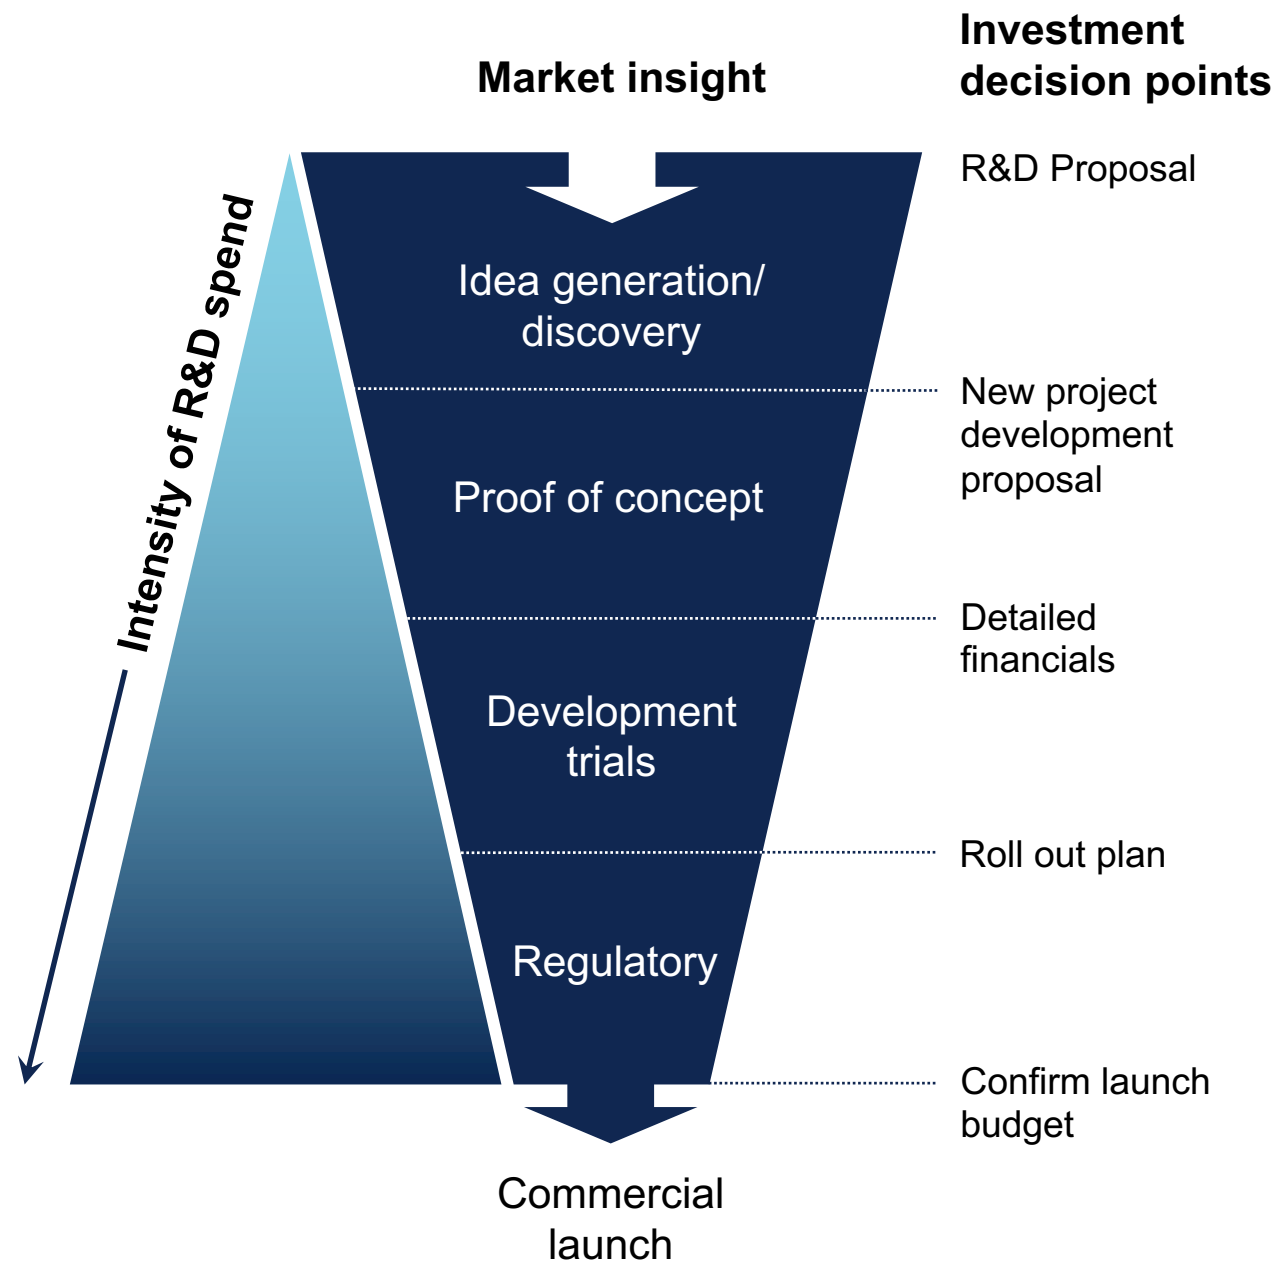 Market insight
Investment
decision points
Intensity of R&D spend
R&D Proposal
Idea generation/
discovery
New project
development
proposal
Proof of concept
Detailed
financials
Development
trials
Roll out plan
Regulatory
Confirm launch
budget
Commercial
launch